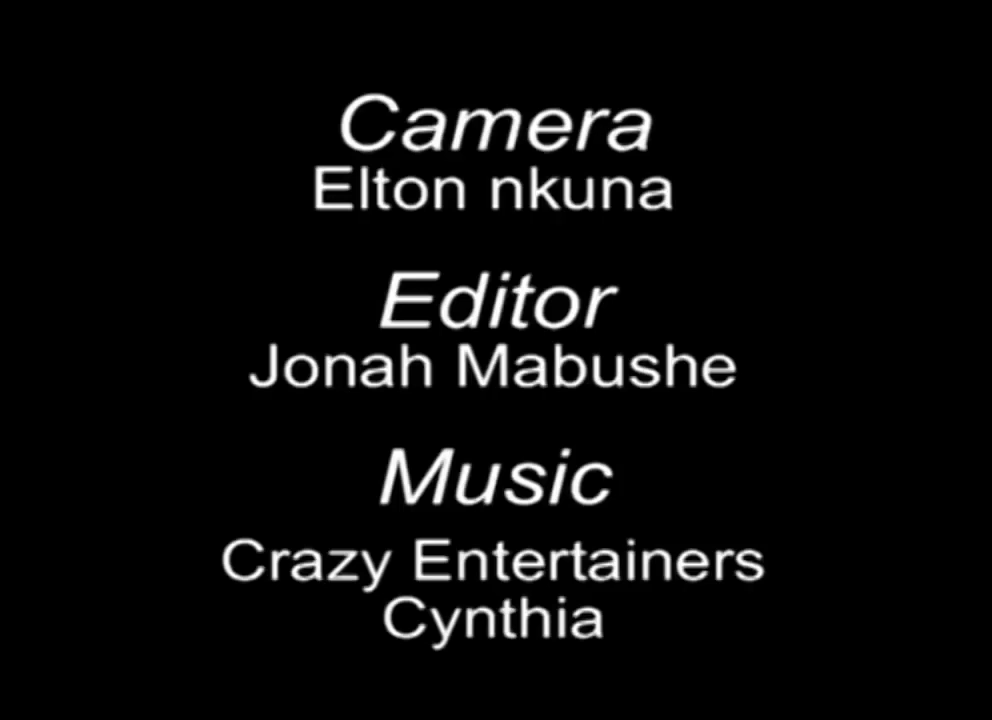 Camera
Elton nkuna
Editor
Jonah Mabushe
Music
Crazy Entertainers
Cynthia